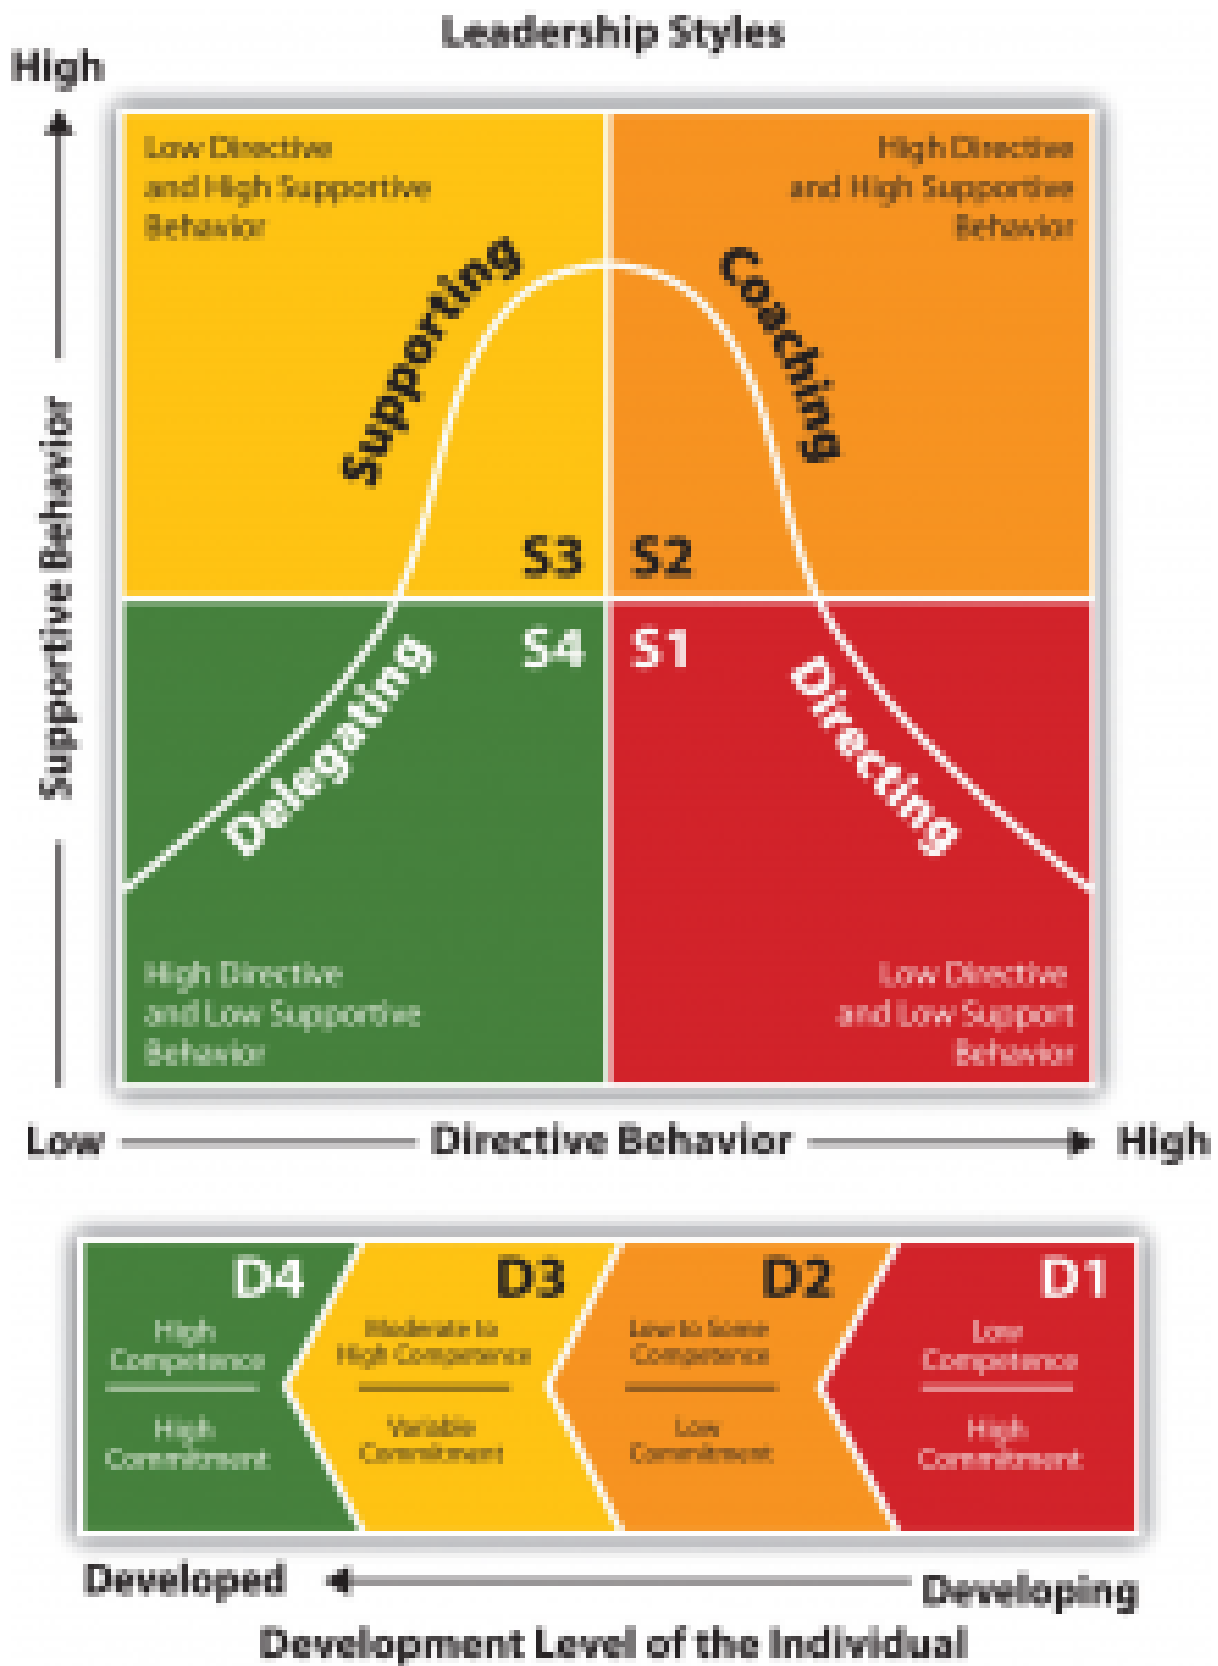 Leadership Styles
High
Low Directive
and High Supportive
Behavior
High Directive
and High Supportive
Behavior
Supporting
Coaching
S3
S2
Supportive Behavior
S4
S1
Delegating
Directing
High Directive
and Low Supportive
Behavior
Low Directive
and Low Support
Behavior
Low
Directive Behavior
High
D4
High
Competence
High
Commitment
D3
Moderate to
High Competence
Variable
Commitment
D2
Low to Some
Competence
Low
Commitment
D1
Low
Competence
High
Commitment
Developed
Developing
Development Level of the Individual